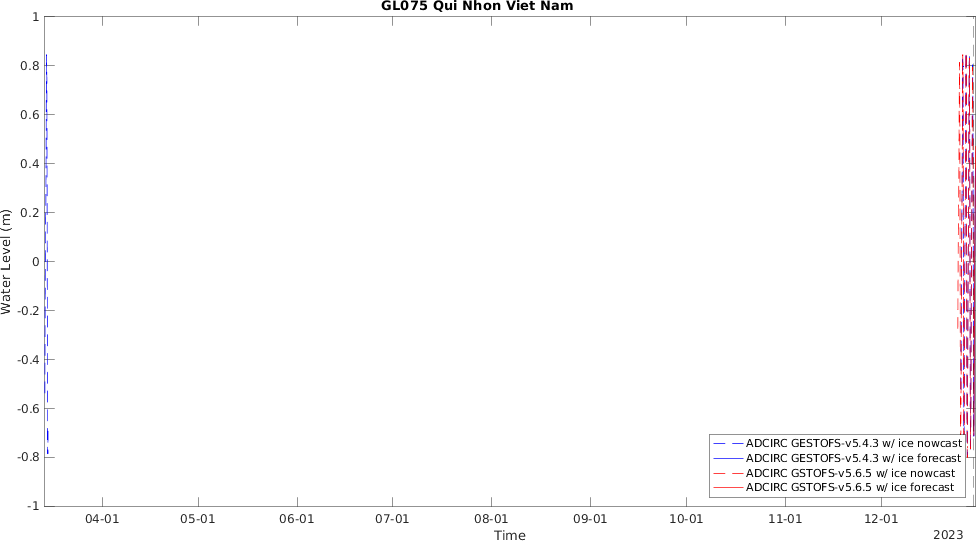 GL075 Qui Nhon Viet Nam
Water Level (m)
1
0.8
0.6
0.4
0.2
0
-0.2
-0.4
-0.6
-0.8
-1
ADCIRC GESTOFS-v5.4.3 w/ ice nowcast
ADCIRC GESTOFS-v5.4.3 w/ ice forecast
ADCIRC GSTOFS-v5.6.5 w/ ice nowcast
ADCIRC GSTOFS-v5.6.5 w/ ice forecast
04-01 05-01 06-01 07-01 08-01 09-01 10-01 11-01 12-01
Time
2023